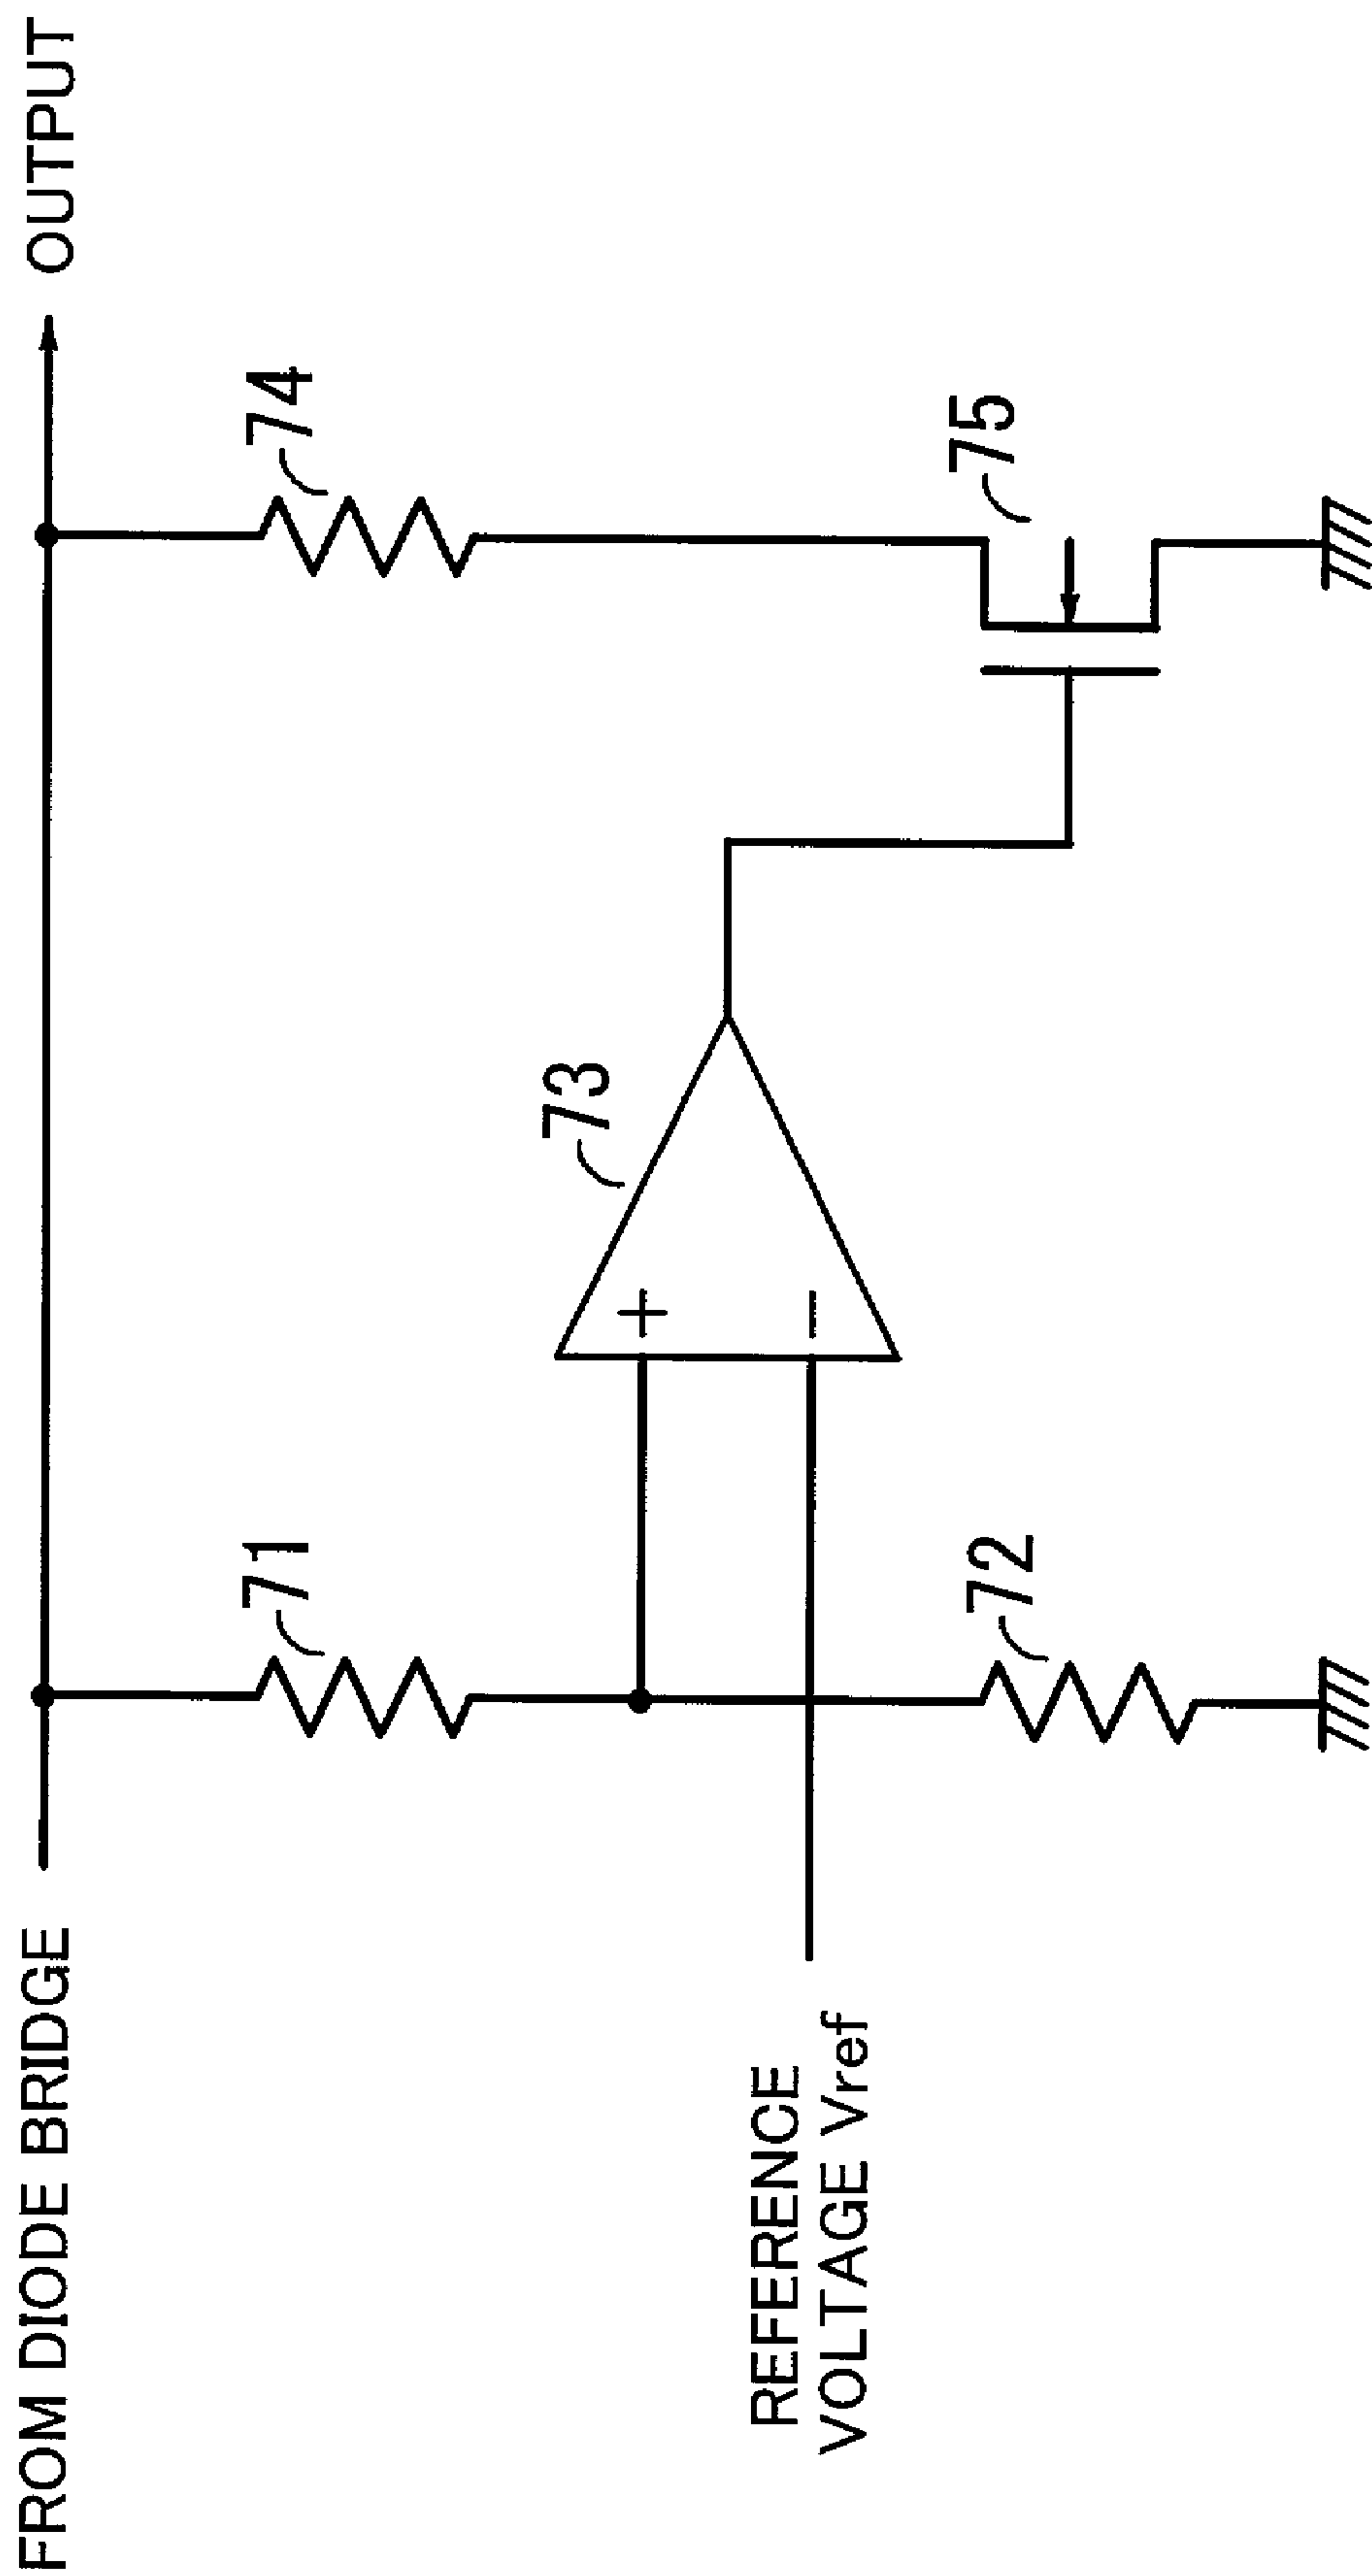 FROM DIODE BRIDGE
OUTPUT
71
74
73
+
−
REFERENCE
VOLTAGE Vref
72
75